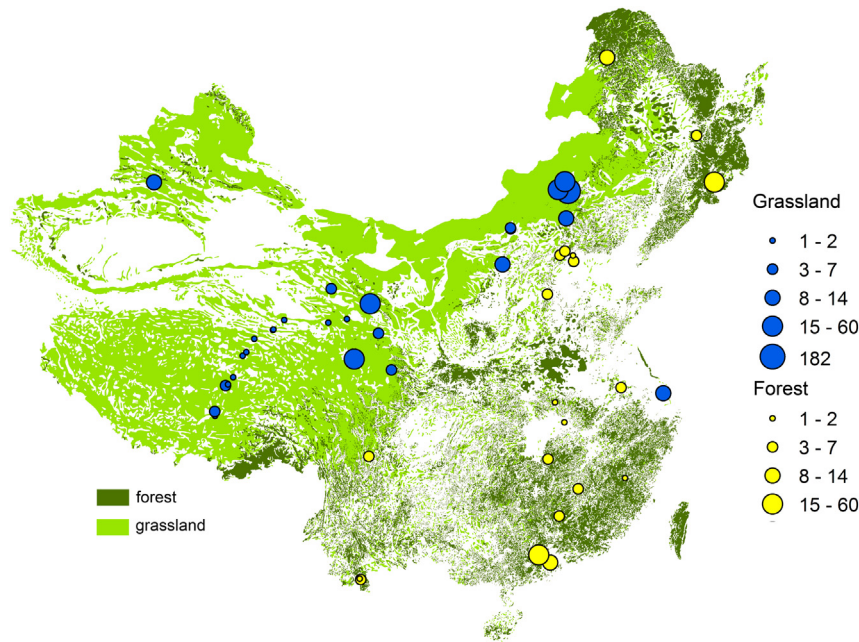 Grassland
1 - 2
3 - 7
8 - 14
15 - 60
182
Forest
1 - 2
3 - 7
8 - 14
15 - 60
forest
grassland